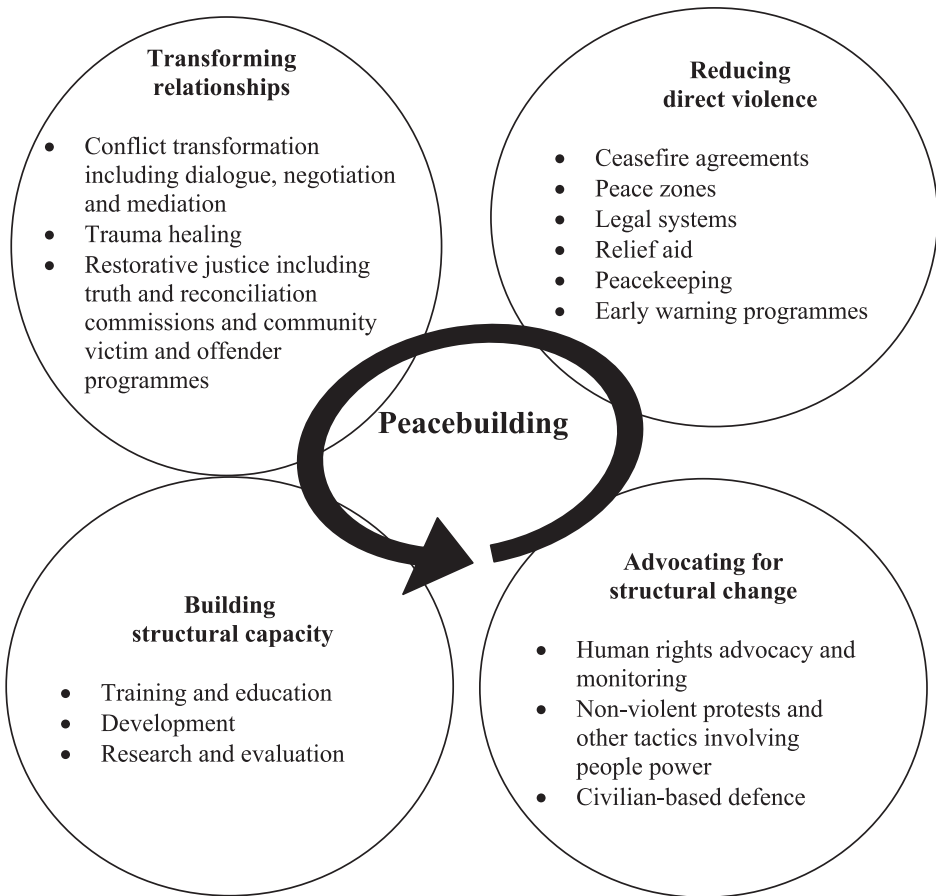 Transforming
relationships
• Conflict transformation
including dialogue, negotiation
and mediation
• Trauma healing
• Restorative justice including
truth and reconciliation
commissions and community
victim and offender
programmes
Reducing
direct violence
• Ceasefire agreements
• Peace zones
• Legal systems
• Relief aid
• Peacekeeping
• Early warning programmes
Peacebuilding
Building
structural capacity
• Training and education
• Development
• Research and evaluation
Advocating for
structural change
• Human rights advocacy and
monitoring
• Non-violent protests and
other tactics involving
people power
• Civilian-based defence